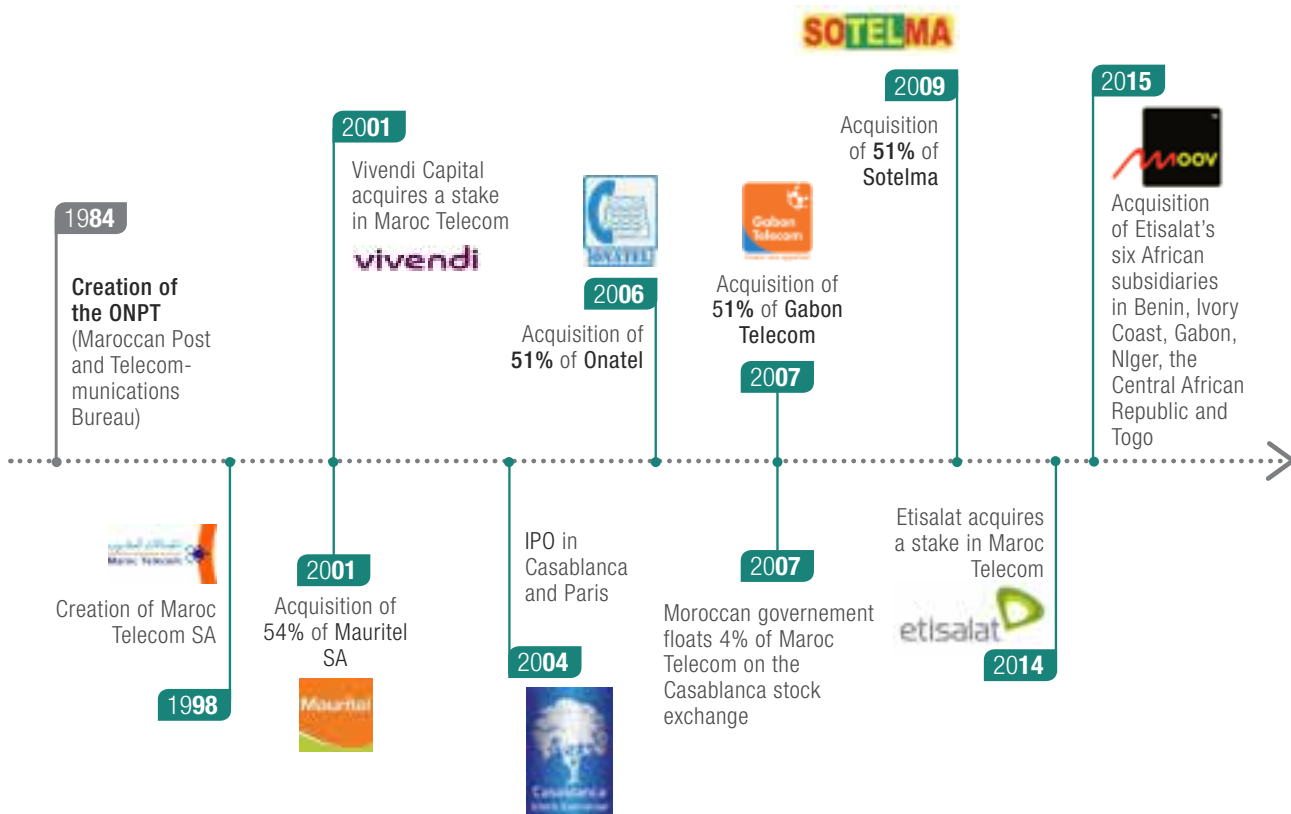 1984
Creation of
the ONPT
(Maroccan Post
and Telecom-
munications
Bureau)
Maroc Telecom
Creation of Maroc
Telecom SA
1998
2001
Vivendi Capital
acquires a stake
in Maroc Telecom
vivendi
2001
Acquisition of
54% of Mauritel
SA
Mauritel
IPO in
Casablanca
and Paris
2004
Casablanca
ONATEL
2006
Acquisition of
51% of Onatel
Gabon
Telecom
Acquisition of
51% of Gabon
Telecom
2007
2007
Moroccan governement
floats 4% of Maroc
Telecom on the
Casablanca stock
exchange
SOTELMA
2009
Acquisition
of 51% of
Sotelma
Etisalat acquires
a stake in Maroc
Telecom
etisalat
2014
2015
MOOV
Acquisition
of Etisalat’s
six African
subsidiaries
in Benin, Ivory
Coast, Gabon,
NIger, the
Central African
Republic and
Togo